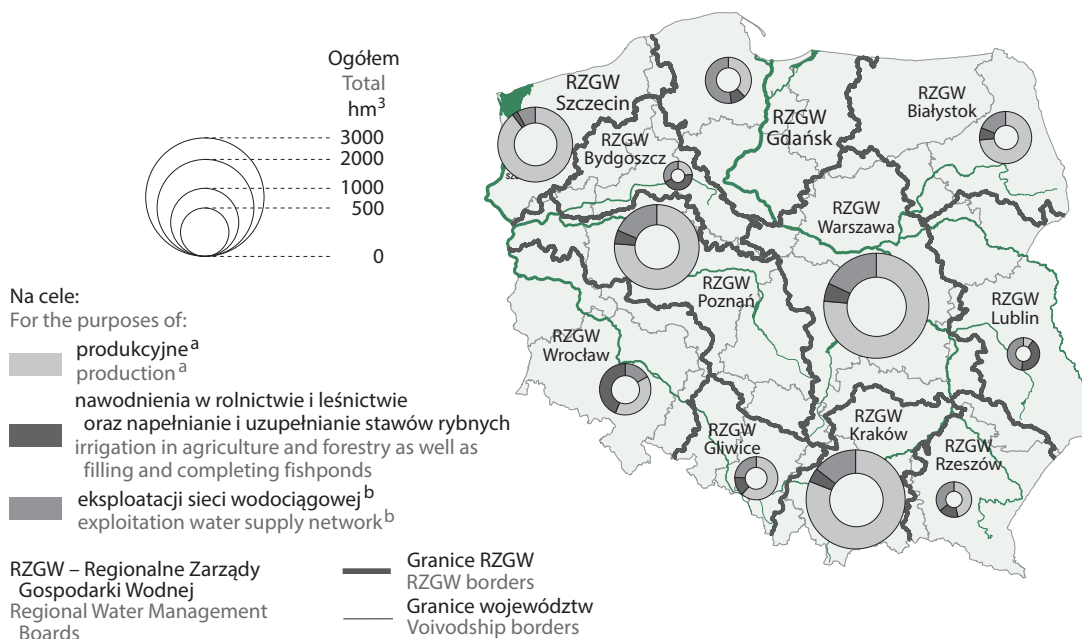 Ogółem
Total
hm3
3000
2000
1000
500
0
Na cele:
For the purposes of:
produkcyjne a
production a
nawodnienia w rolnictwie i leśnictwie
oraz napełnianie i uzupełnianie stawów rybnych
irrigation in agriculture and forestry as well as
filling and completing fishponds
eksploatacji sieci wodociągowej b
exploitation water supply network b
RZGW – Regionalne Zarządy
Gospodarki Wodnej
Regional Water Management
Boards
Granice RZGW
RZGW borders
Granice województw
Voivodship borders
RZGW
Szczecin
RZGW
Bydgoszcz
RZGW
Gdańsk
RZGW
Białystok
RZGW
Warszawa
RZGW
Poznań
RZGW
Lublin
RZGW
Wrocław
RZGW
Gliwice
RZGW
Kraków
RZGW
Rzeszów